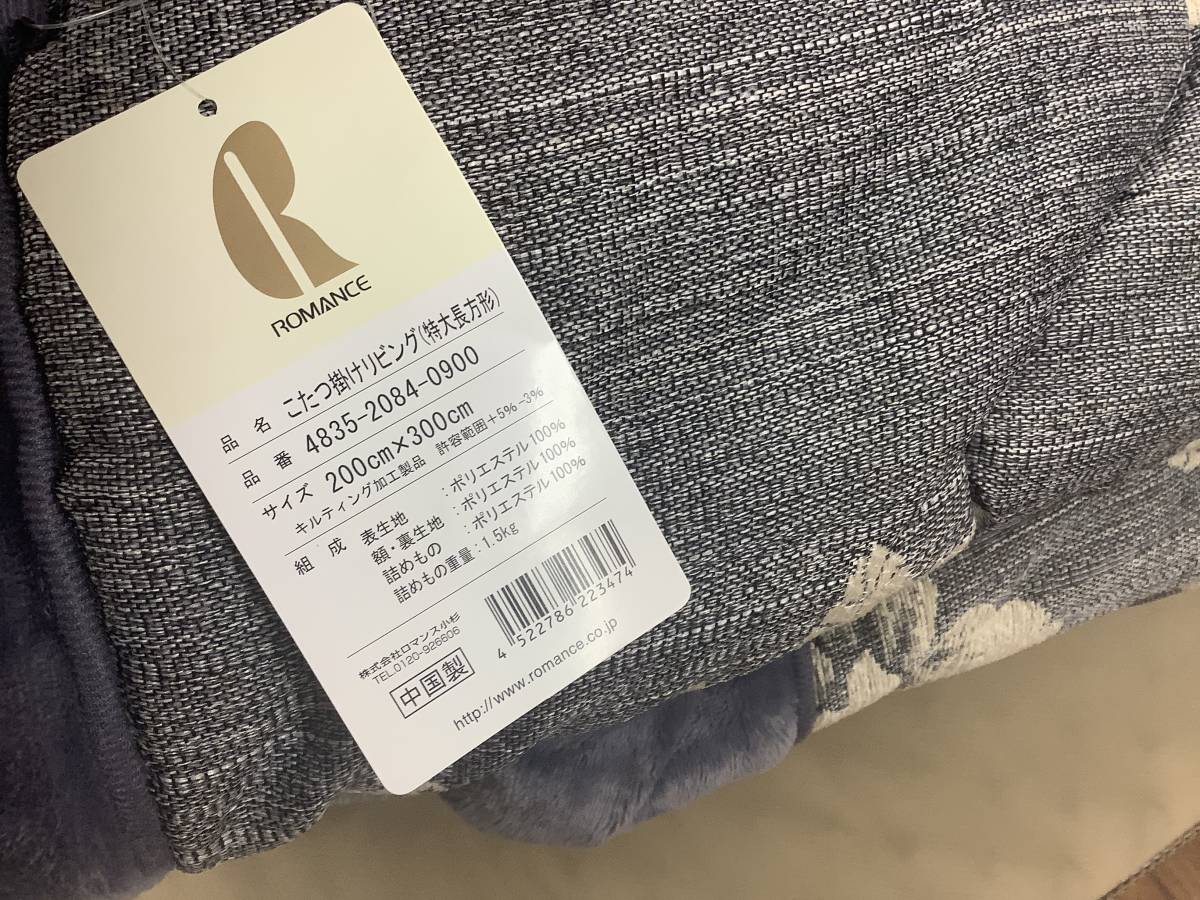 ROMANCE
品名 こたつ掛けリビング(特大長方形)
品番 4835-2084-0900
サイズ 200cm×300cm
キルティング加工製品 許容範囲+5%-3%
組成 表生地 :ポリエステル100%
額・裏生地 :ポリエステル100%
詰めもの :ポリエステル100%
詰めもの重量:1.5kg
4 522786 223474
株式会社ロマンス小杉
TEL.0120-926606
中国製
http://www.romance.co.jp